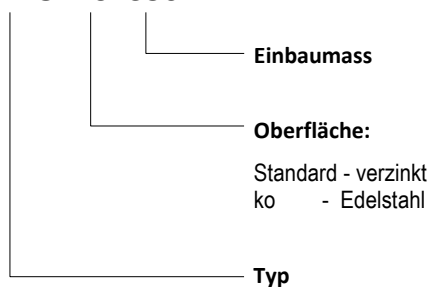 Einbaumass
Oberfläche:
Standard - verzinkt
ko - Edelstahl
Typ